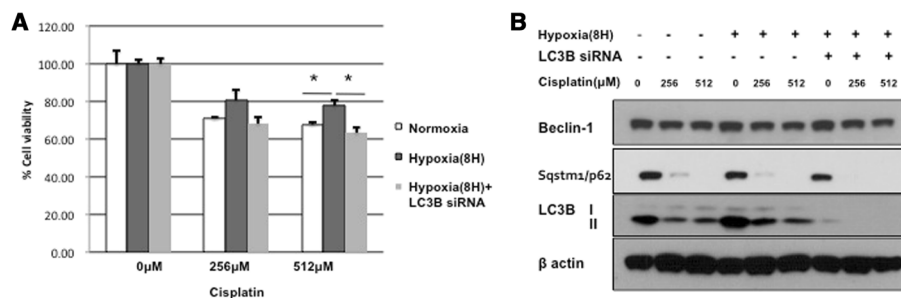 A
120.00
100.00
80.00
60.00
40.00
20.00
0.00
% Cell viability
* *
0µM 256µM 512µM
Cisplatin
Normoxia
Hypoxia(8H)
Hypoxia(8H)+
LC3B siRNA
B
Hypoxia(8H) - - - + + + + + +
LC3B siRNA - - - - - - + + +
Cisplatin(µM) 0 256 512 0 256 512 0 256 512
Beclin-1
Sqstm1/p62
LC3B I
II
β actin